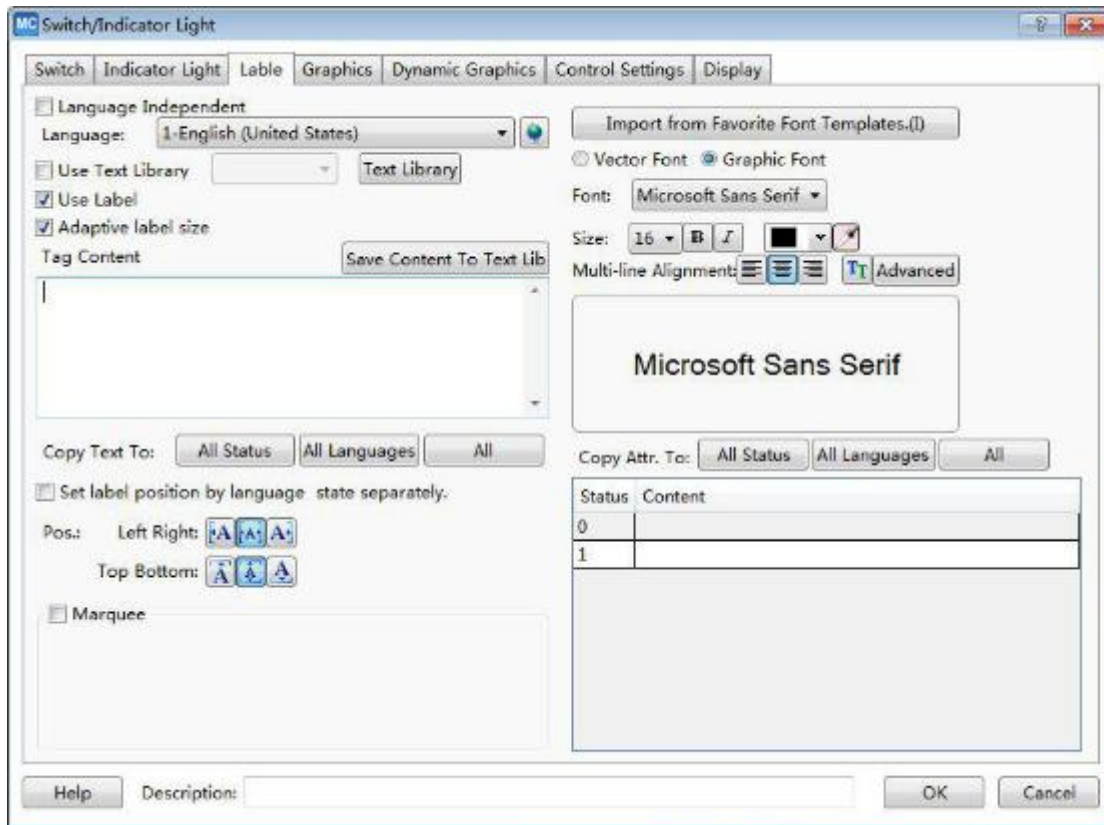 MC Switch/Indicator Light
Switch Indicator Light Lable Graphics Dynamic Graphics Control Settings Display
Language Independent
Language: 1-English (United States)
Use Text Library Text Library
Use Label
Adaptive label size
Tag Content Save Content To Text Lib
Copy Text To: All Status All Languages All
Set label position by language state separately.
Pos.: Left Right: A A A
Top Bottom: A A A
Marquee
Import from Favorite Font Templates.(I)
Vector Font Graphic Font
Font: Microsoft Sans Serif
Size: 16 B I
Multi-line Alignment: TT Advanced
Microsoft Sans Serif
Copy Attr. To: All Status All Languages All
Status Content
0
1
Help Description: OK Cancel